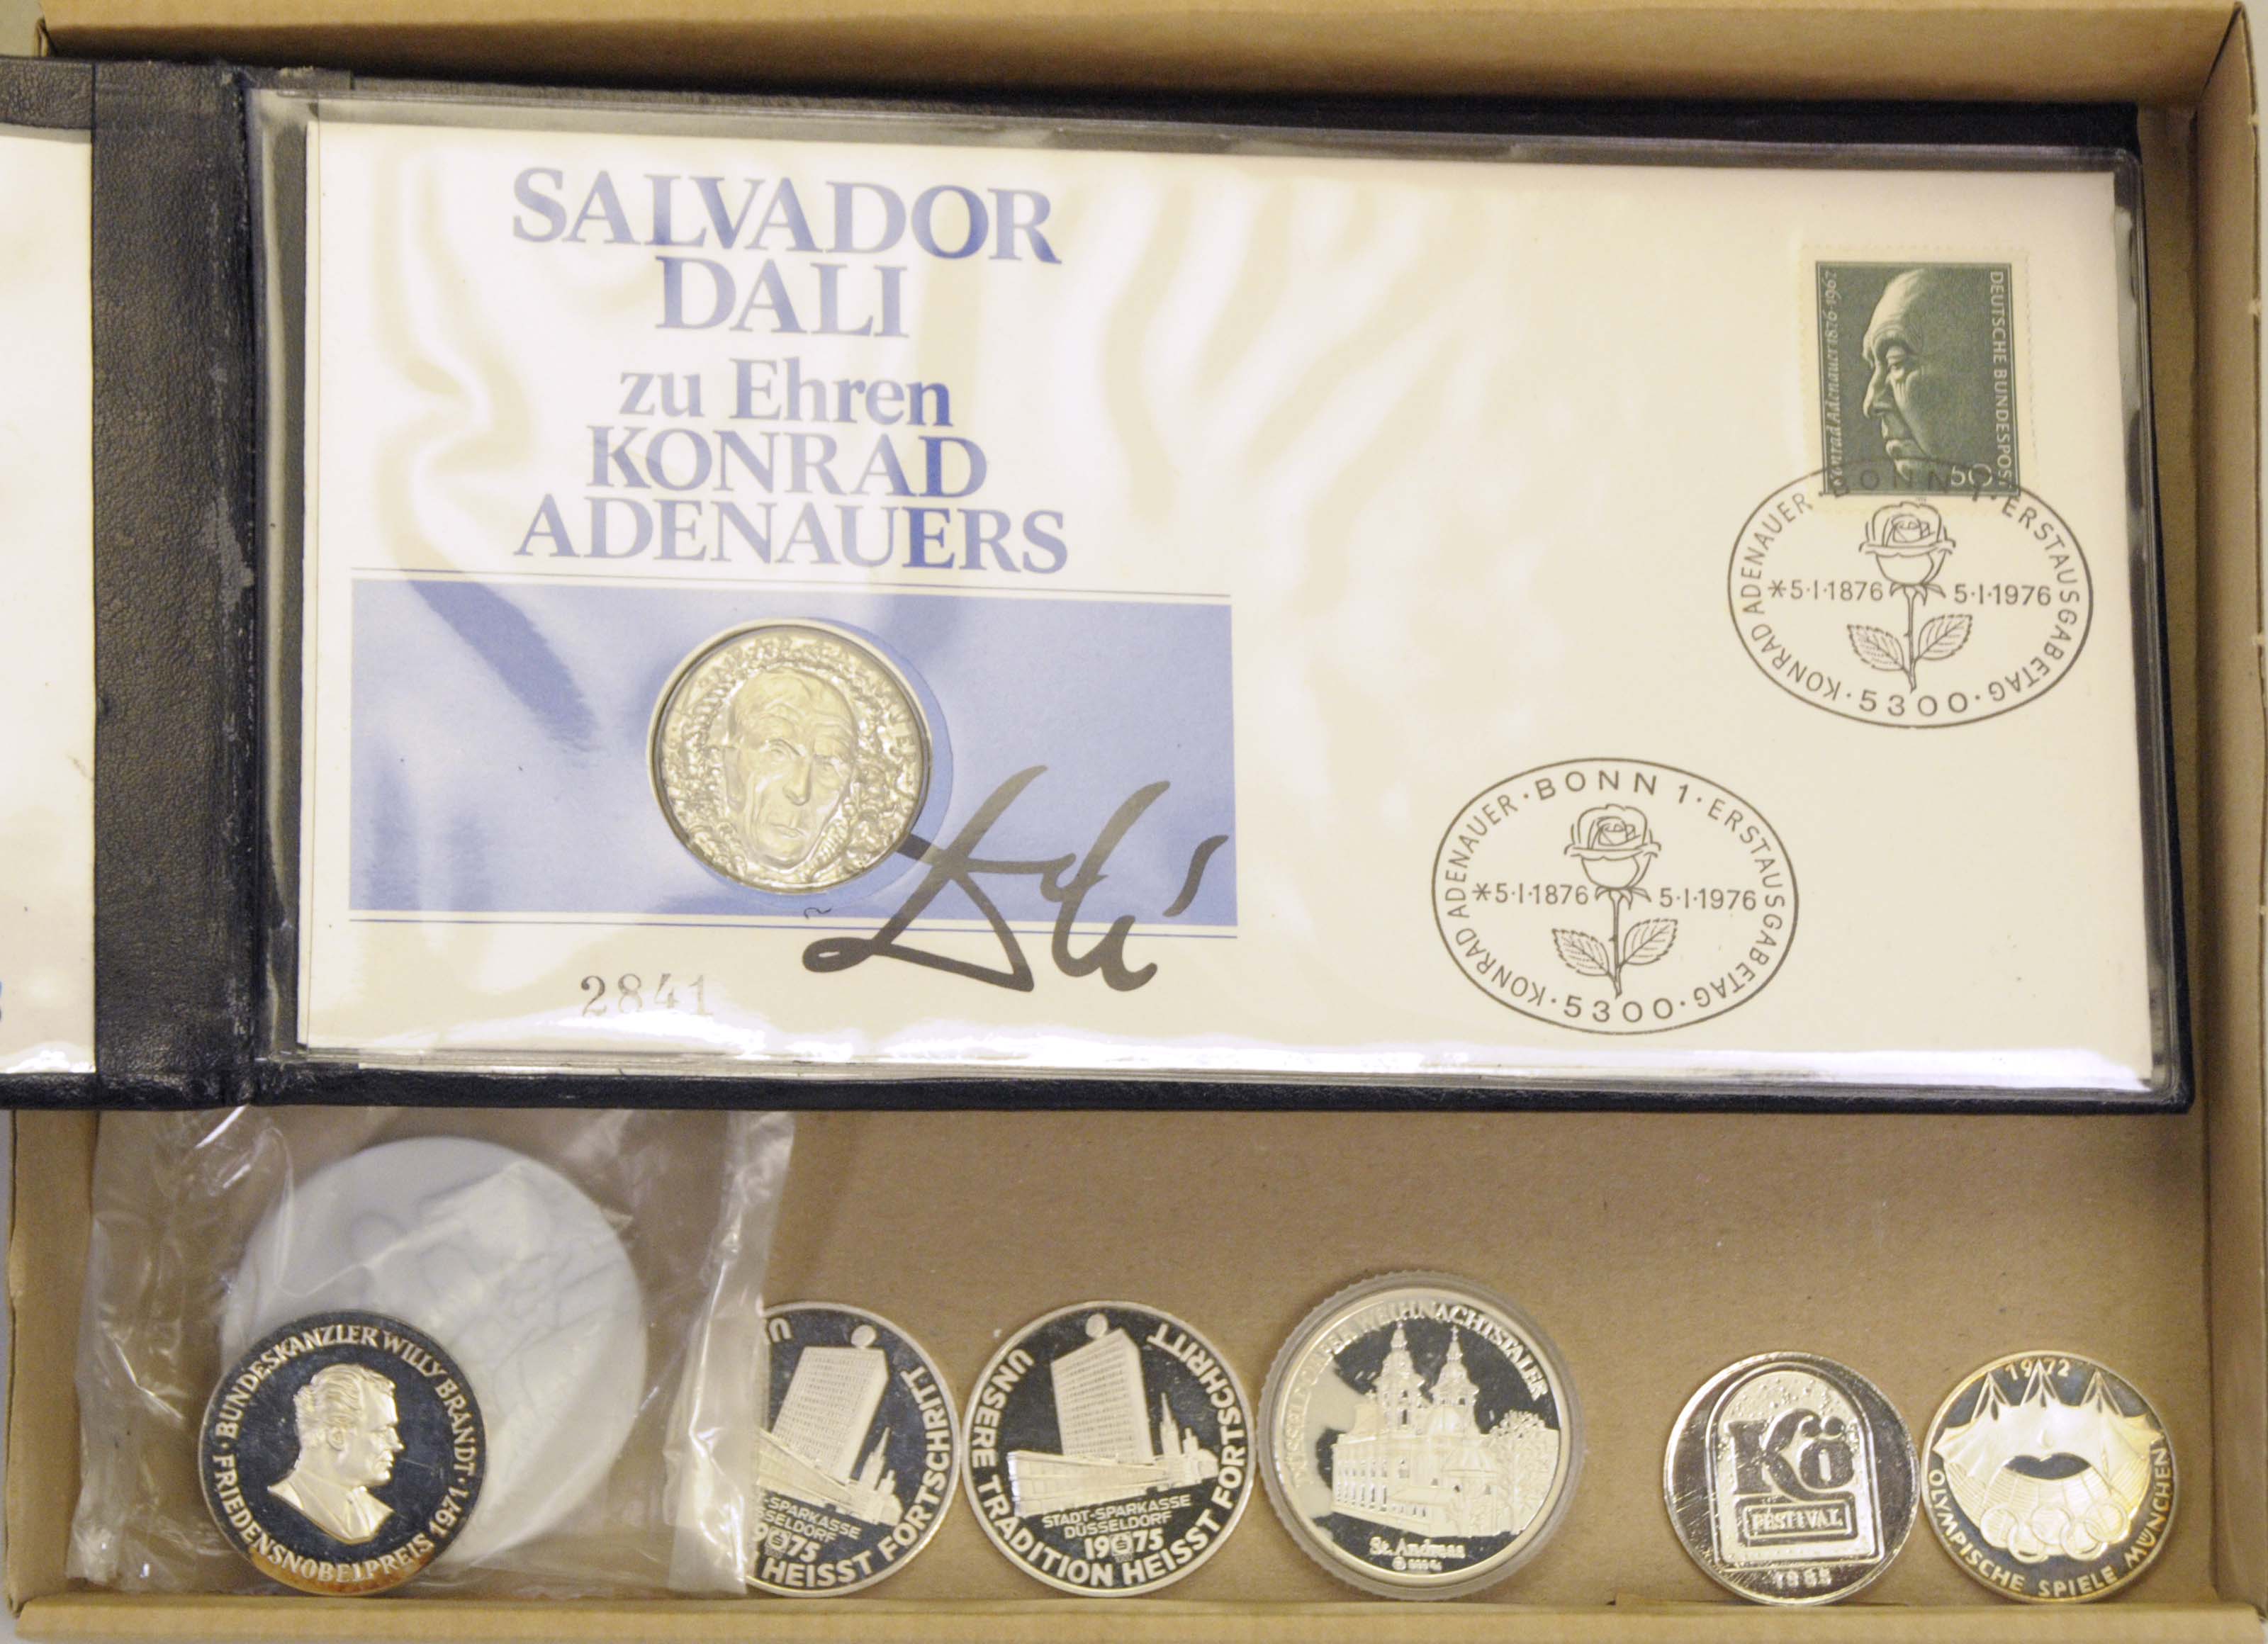 SALVADOR
DALI
zu Ehren
KONRAD
ADENAUERS
2841
Dalí
Konrad Adenauer 1876-1967
DEUTSCHE BUNDESPOST
50
KONRAD ADENAUER · BONN 1 · ERSTAUSGABETAG · 5300 ·
*5·1·1876 5·1·1976
KONRAD ADENAUER · BONN 1 · ERSTAUSGABETAG · 5300 ·
*5·1·1876 5·1·1976
· BUNDESKANZLER WILLY BRANDT ·
FRIEDENSNOBELPREIS 1971
U
HEISST FORTSCHRITT
-SPARKASSE
SSELDORF
1975
UNSERE TRADITION HEISST FORTSCHRITT
STADT-SPARKASSE
DÜSSELDORF
1975
DÜSSELDORFER WEIHNACHTSTALER
St. Andreas
Kö
FESTIVAL
1988
1972
OLYMPISCHE SPIELE MÜNCHEN